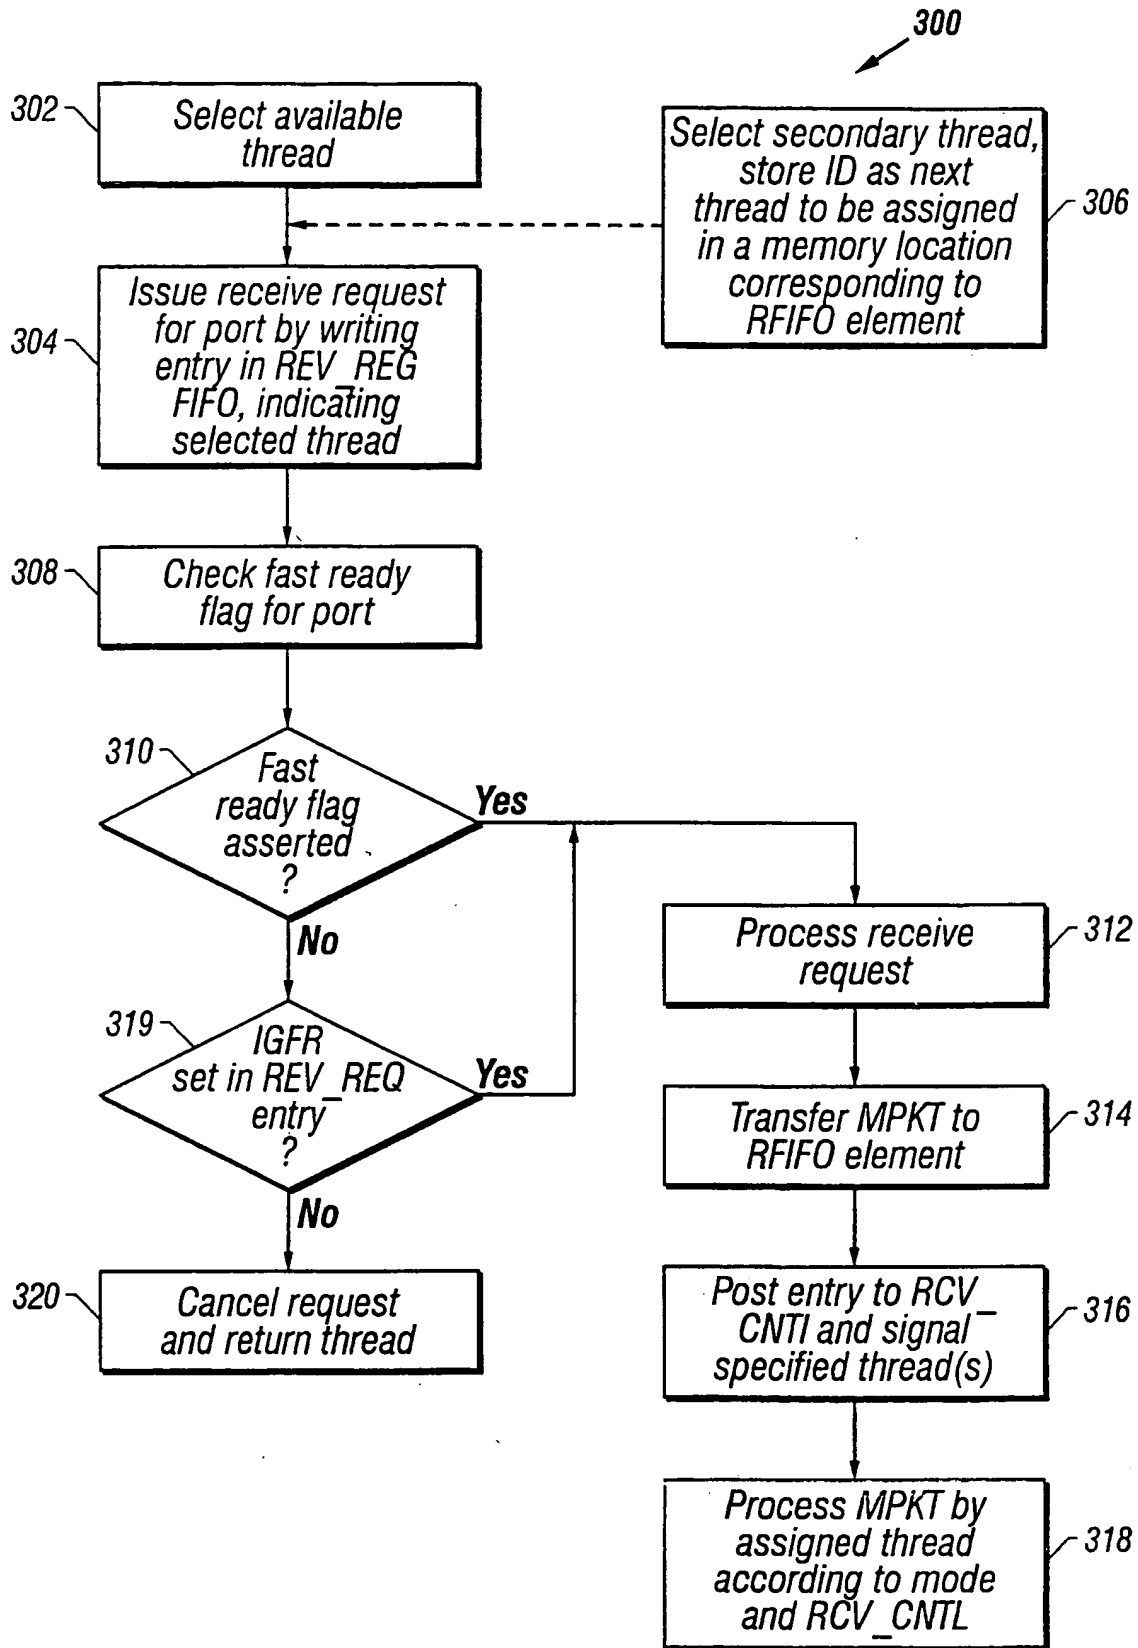 300
302
Select available
thread
Select secondary thread,
store ID as next
thread to be assigned
in a memory location
corresponding to
RFIFO element
306
304
Issue receive request
for port by writing
entry in REV_REG
FIFO, indicating
selected thread
308
Check fast ready
flag for port
310
Fast
ready flag
asserted
?
Yes
No
312
Process receive
request
319
IGFR
set in REV_REQ
entry
?
Yes
No
314
Transfer MPKT to
RFIFO element
320
Cancel request
and return thread
316
Post entry to RCV_
CNTI and signal
specified thread(s)
318
Process MPKT by
assigned thread
according to mode
and RCV_CNTL